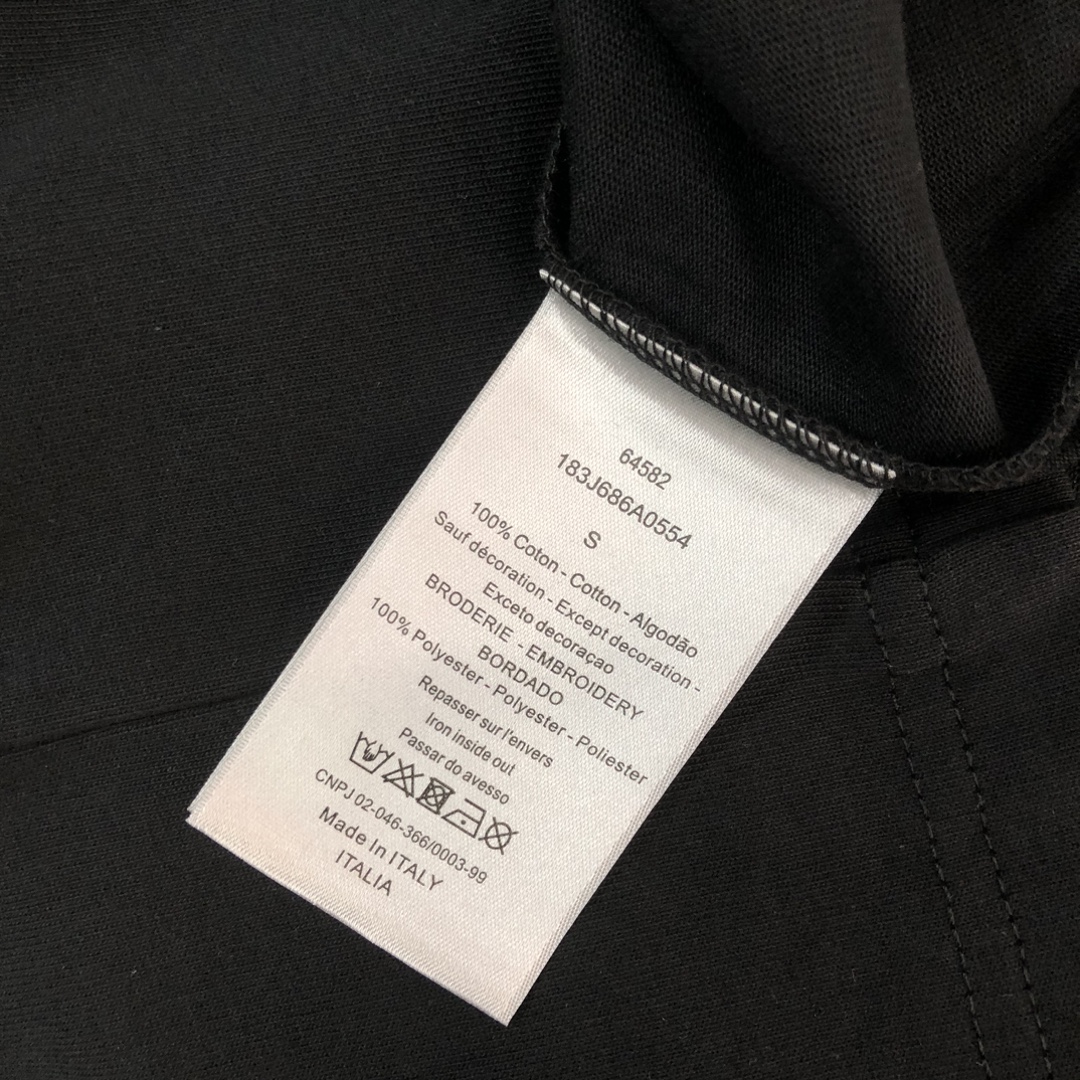 64582
183J686A0554
S
100% Coton - Cotton - Algodão
Sauf décoration - Except decoration -
Exceto decoraçao
BRODERIE - EMBROIDERY
BORDADO
100% Polyester - Polyester - Poliester
Repasser sur l'envers
Iron inside out
Passar do avesso
CNPJ 02-046-366/0003-99
Made In ITALY
ITALIA